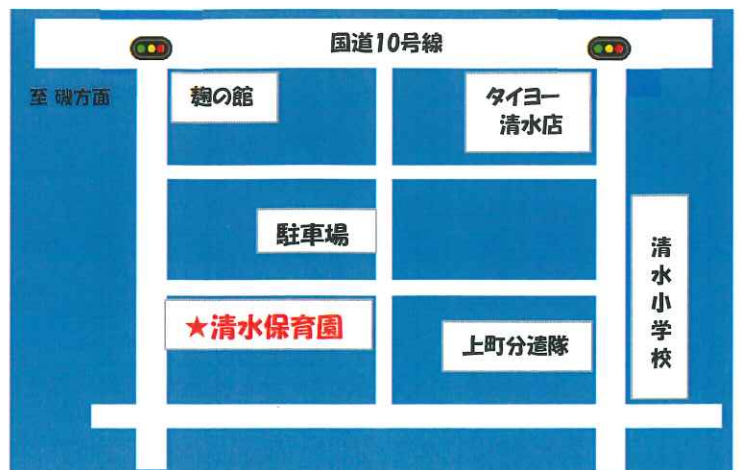 国道10号線
至 磯方面
麹の館
タイヨー
清水店
駐車場
清水小学校
★清水保育園
上町分遣隊